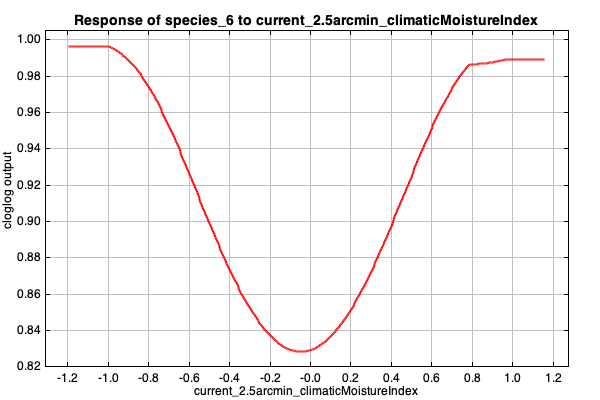 Response of species_6 to current_2.5arcmin_climaticMoistureIndex
cloglog output
1.00
0.98
0.96
0.94
0.92
0.90
0.88
0.86
0.84
0.82
-1.2 -1.0 -0.8 -0.6 -0.4 -0.2 -0.0 0.2 0.4 0.6 0.8 1.0 1.2
current_2.5arcmin_climaticMoistureIndex